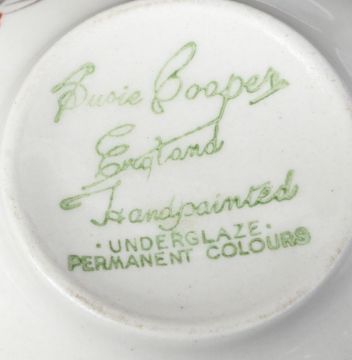 Susie Cooper
England
Handpainted
·UNDERGLAZE·
PERMANENT COLOURS